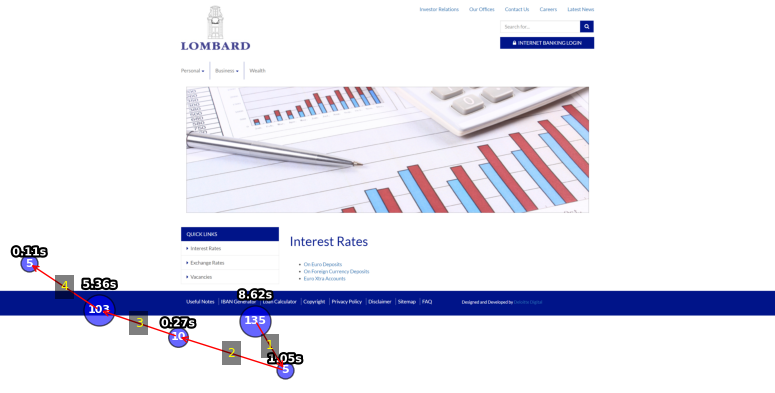 Investor Relations Our Offices Contact Us Careers Latest News
Search for...
LOMBARD
INTERNET BANKING LOGIN
Personal Business Wealth
QUICK LINKS
Interest Rates
Interest Rates
Exchange Rates
Vacancies
On Euro Deposits
On Foreign Currency Deposits
Euro Xtra Accounts
0.11s
5
4
5.36s
103
3
0.27s
10
2
8.62s
135
1
1.05s
5
Useful Notes IBAN Generator Loan Calculator Copyright Privacy Policy Disclaimer Sitemap FAQ
Designed and Developed by Deloitte Digital